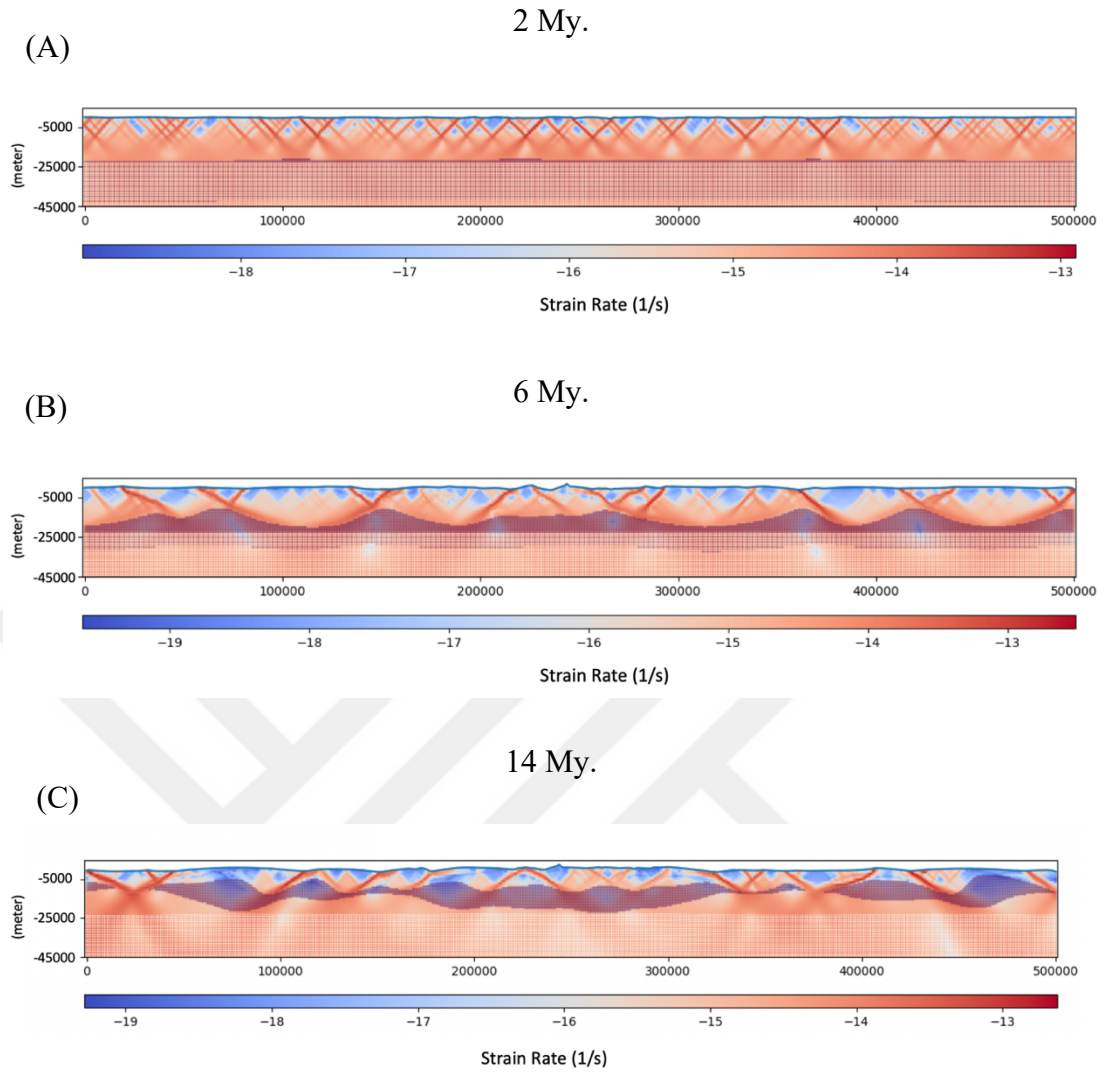 2 My.
(A)
-5000
-25000
-45000
(meter)
0 100000 200000 300000 400000 500000
−18 −17 −16 −15 −14 −13
Strain Rate (1/s)
6 My.
(B)
-5000
-25000
-45000
(meter)
0 100000 200000 300000 400000 500000
−19 −18 −17 −16 −15 −14 −13
Strain Rate (1/s)
14 My.
(C)
-5000
-25000
-45000
(meter)
0 100000 200000 300000 400000 500000
−19 −18 −17 −16 −15 −14 −13
Strain Rate (1/s)